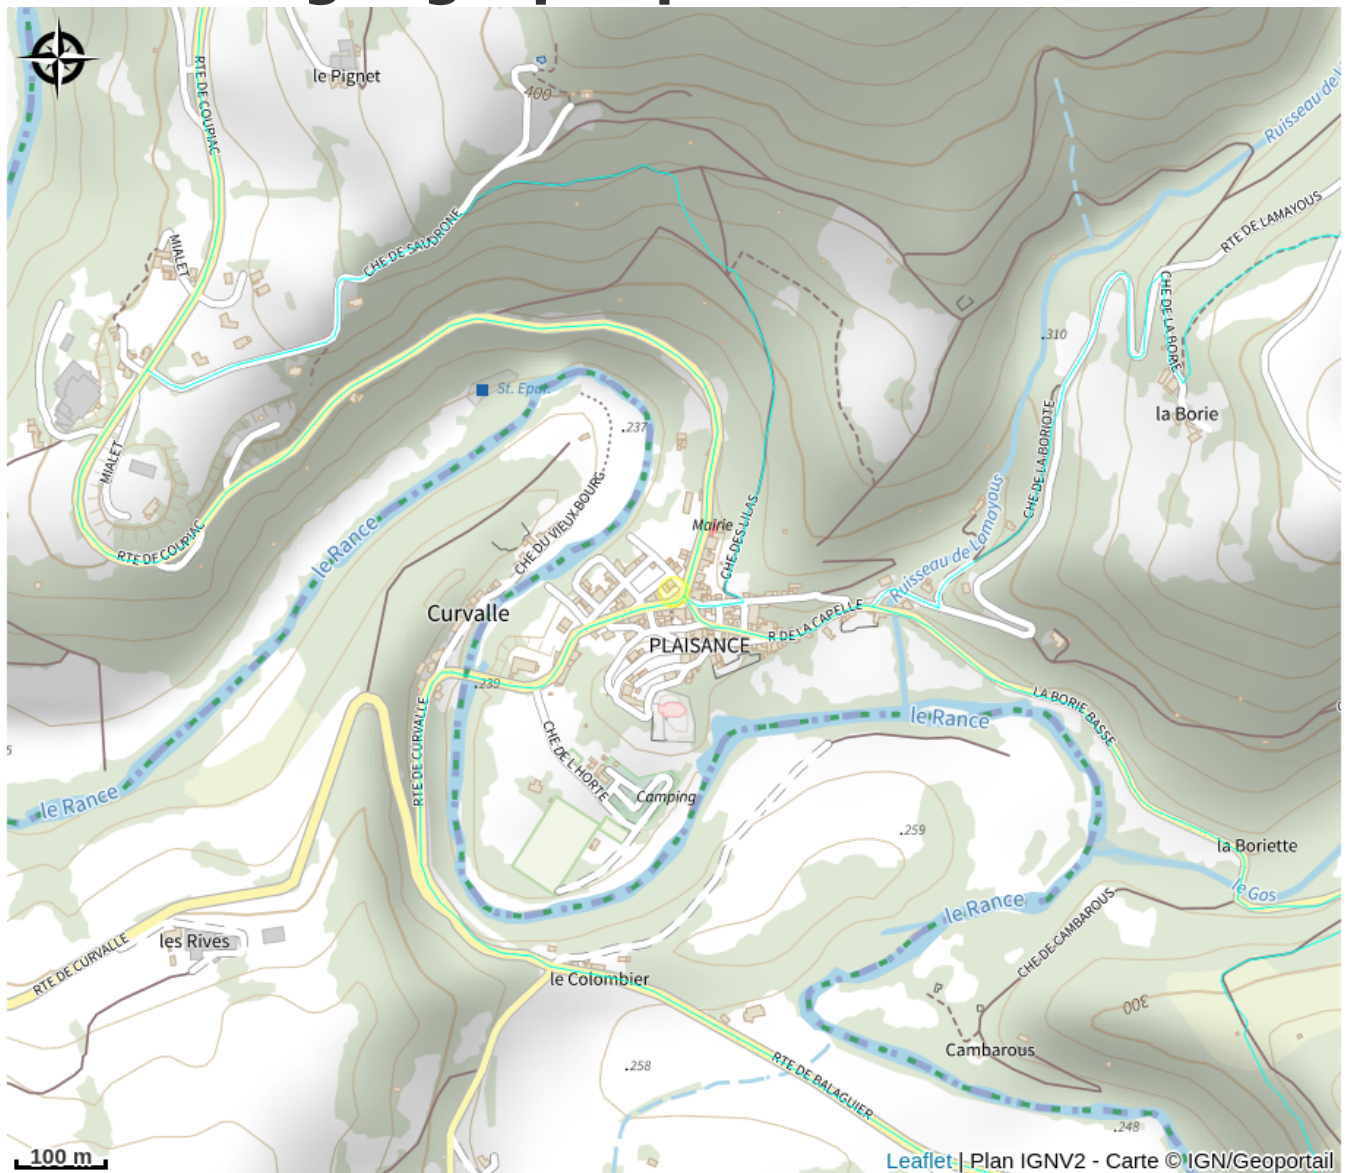 le Pignet
RTE DE COUPIAC
400
Ruisseau de
MIALET
CHE DE SAUDRONE
RTE DE LAMAYOUS
CHE DE LA BORIE
.310
St. Epur.
.237
la Borie
CHE DE LA BORIOTE
MIALET
CHE DU VIEUX BOURG
Mairie
CHE DES LILAS
RTE DE COUPIAC
le Rance
Ruisseau de Lamayous
Curvalle
R DE LA CAPELLE
PLAISANCE
.239
LA BORIE BASSE
le Rance
RTE DE CURVALLE
CHE DE L'HORTE
le Rance
Camping
.259
la Boriette
le Gos
le Rance
CHE DE CAMBAROUS
les Rives
RTE DE CURVALLE
le Colombier
300
Cambarous
.258
RTE DE BALAGUIER
.248
100 m
Leaflet | Plan IGNV2 - Carte © IGN/Geoportail